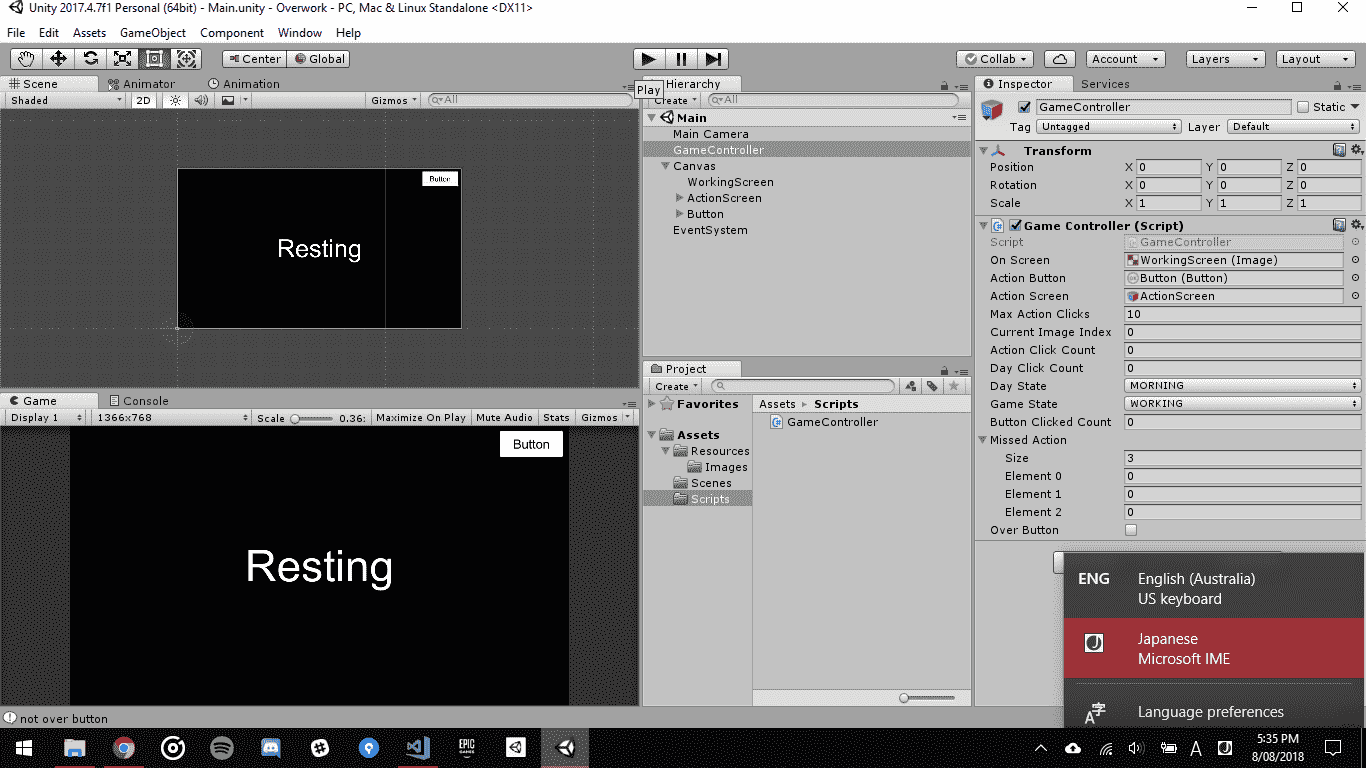 Unity 2017.4.7f1 Personal (64bit) - Main.unity - Overwork - PC, Mac & Linux Standalone <DX11>
File Edit Assets GameObject Component Window Help
Center Global
Collab Account Layers Layout
Scene Animator Animation
Shaded 2D Gizmos All
Button
Resting
Play
Hierarchy
Create All
Main
Main Camera
GameController
Canvas
WorkingScreen
ActionScreen
Button
EventSystem
Game Console
Display 1 1366x768 Scale 0.36: Maximize On Play Mute Audio Stats Gizmos
Button
Resting
not over button
Project
Create
Favorites
Assets
Resources
Images
Scenes
Scripts
Assets Scripts
GameController
Inspector Services
GameController Static
Tag Untagged Layer Default
Transform
Position X 0 Y 0 Z 0
Rotation X 0 Y 0 Z 0
Scale X 1 Y 1 Z 1
Game Controller (Script)
Script GameController
On Screen WorkingScreen (Image)
Action Button Button (Button)
Action Screen ActionScreen
Max Action Clicks 10
Current Image Index 0
Action Click Count 0
Day Click Count 0
Day State MORNING
Game State WORKING
Button Clicked Count 0
Missed Action
Size 3
Element 0 0
Element 1 0
Element 2 0
Over Button
ENG English (Australia)
US keyboard
J Japanese
Microsoft IME
A字 Language preferences
EPIC
GAMES
A J
5:35 PM
8/08/2018